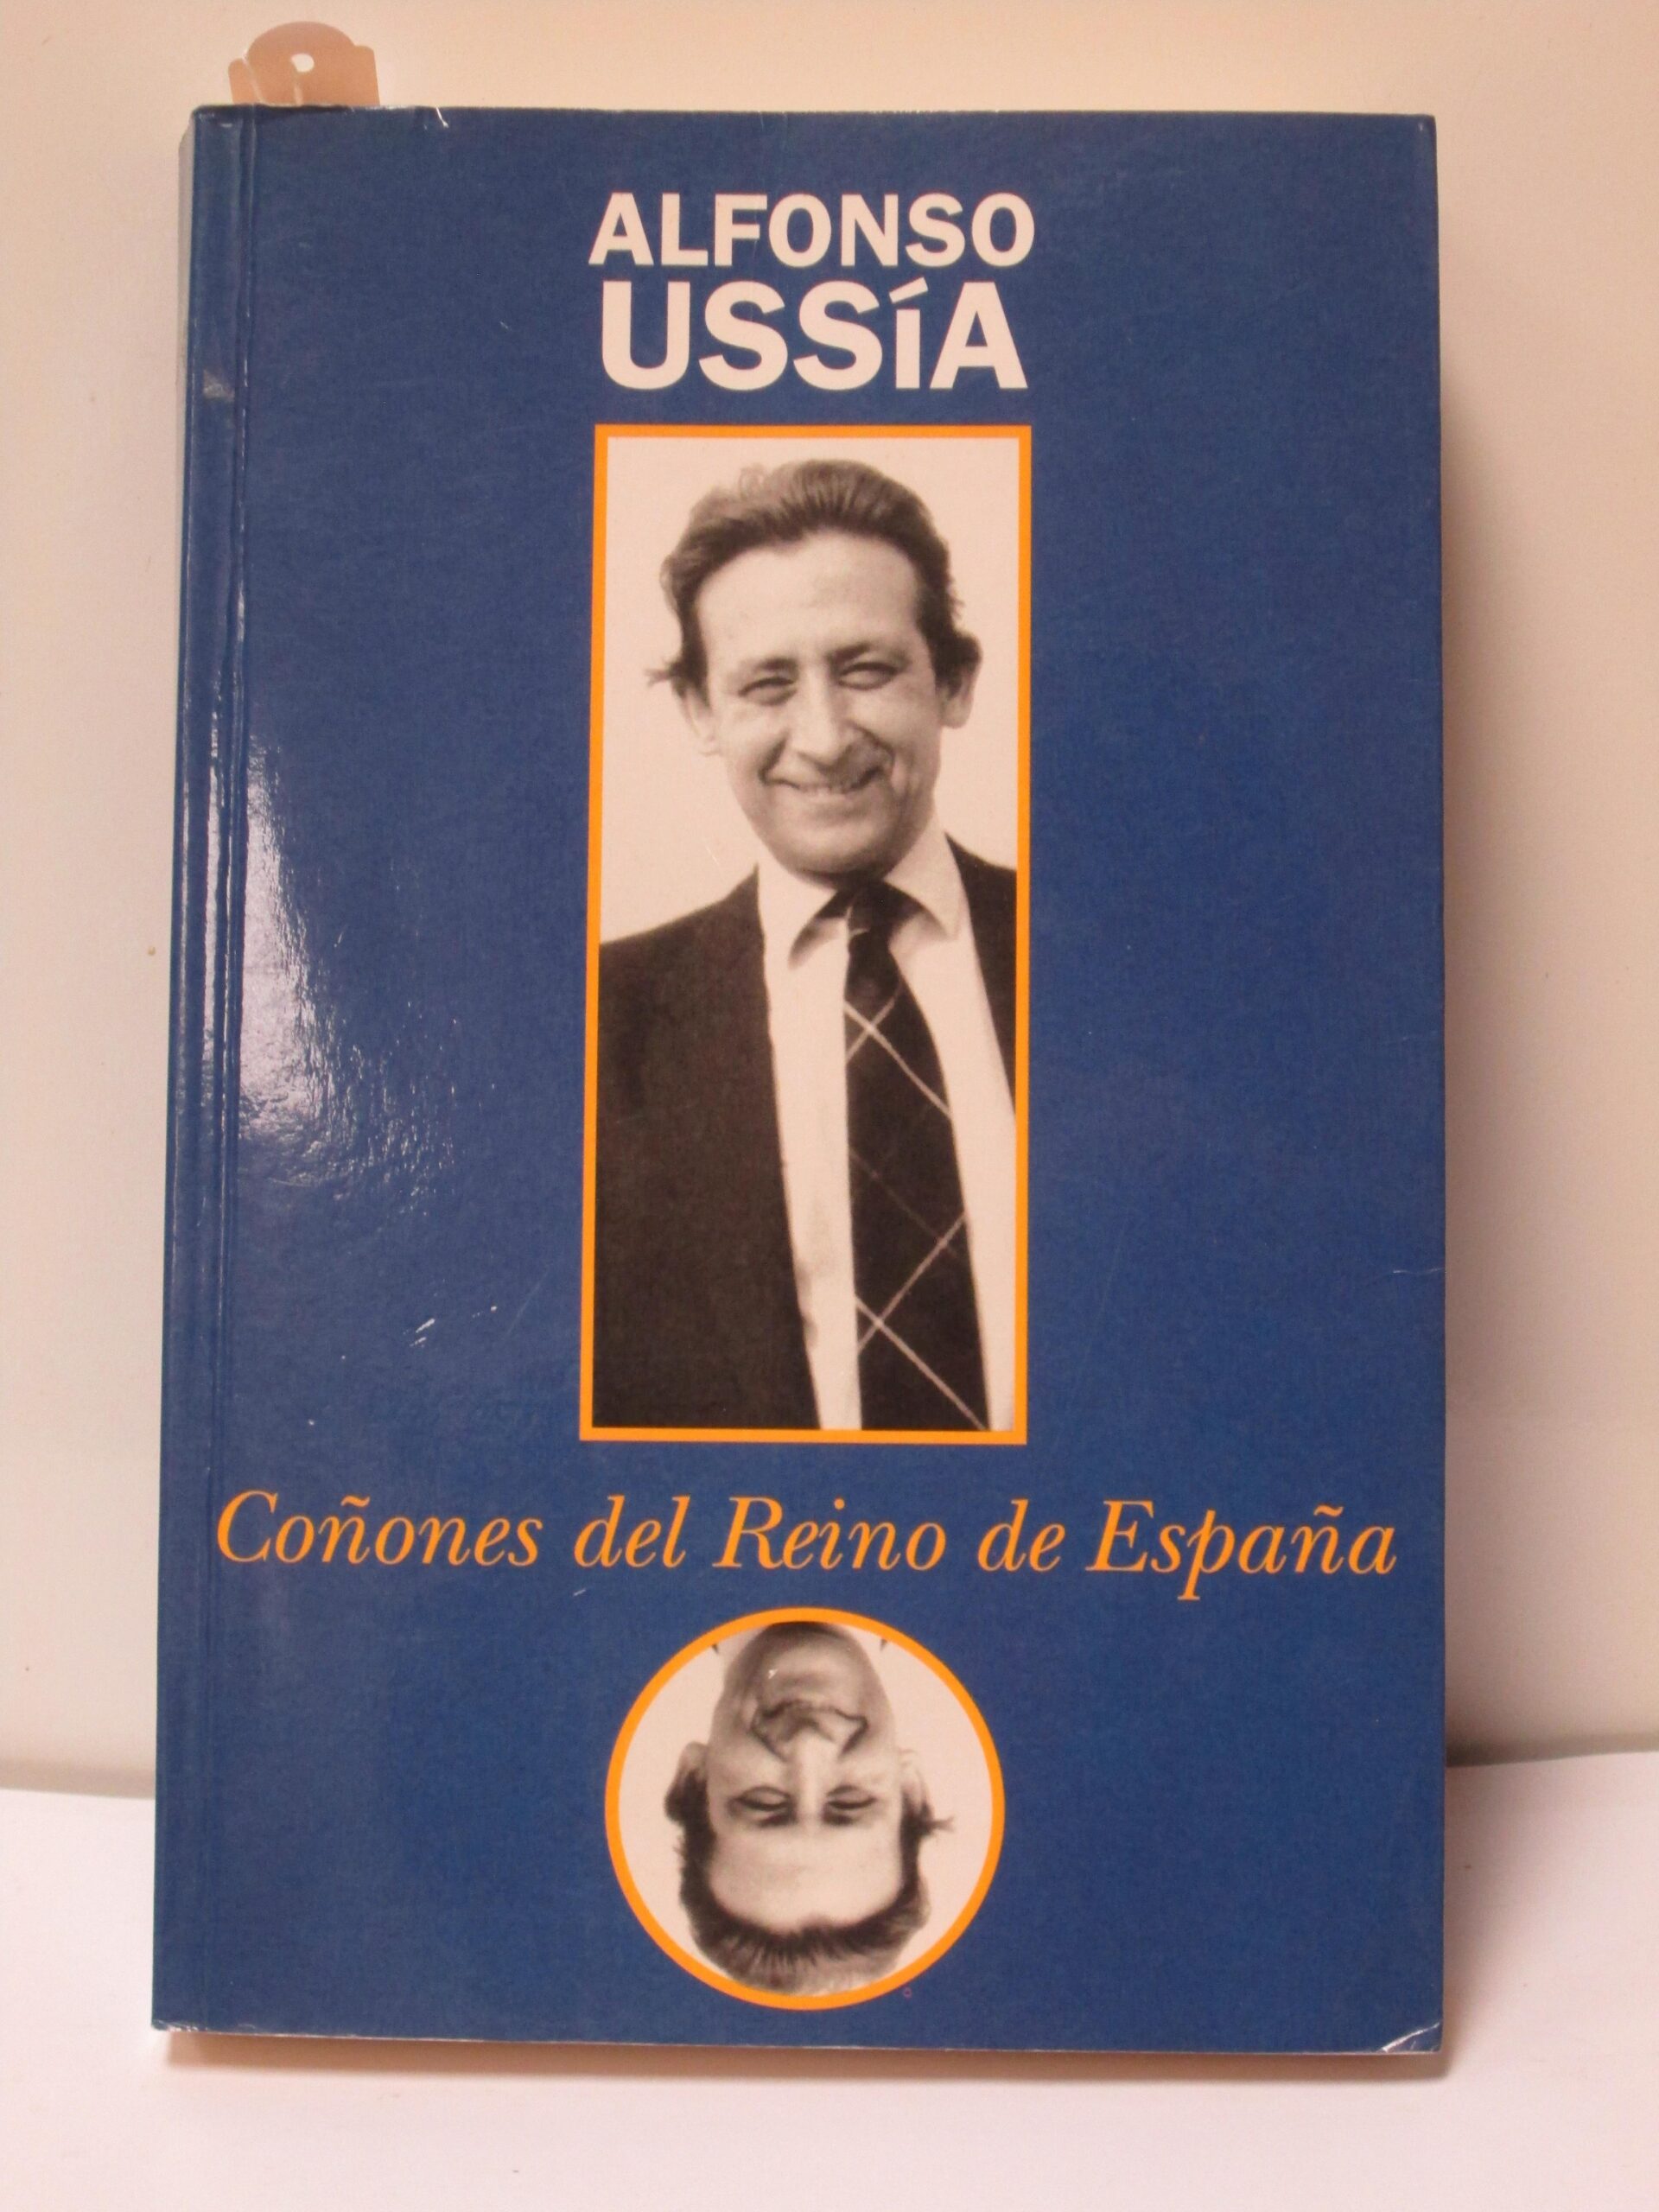 ALFONSO
USSíA
Coñones del Reino de España